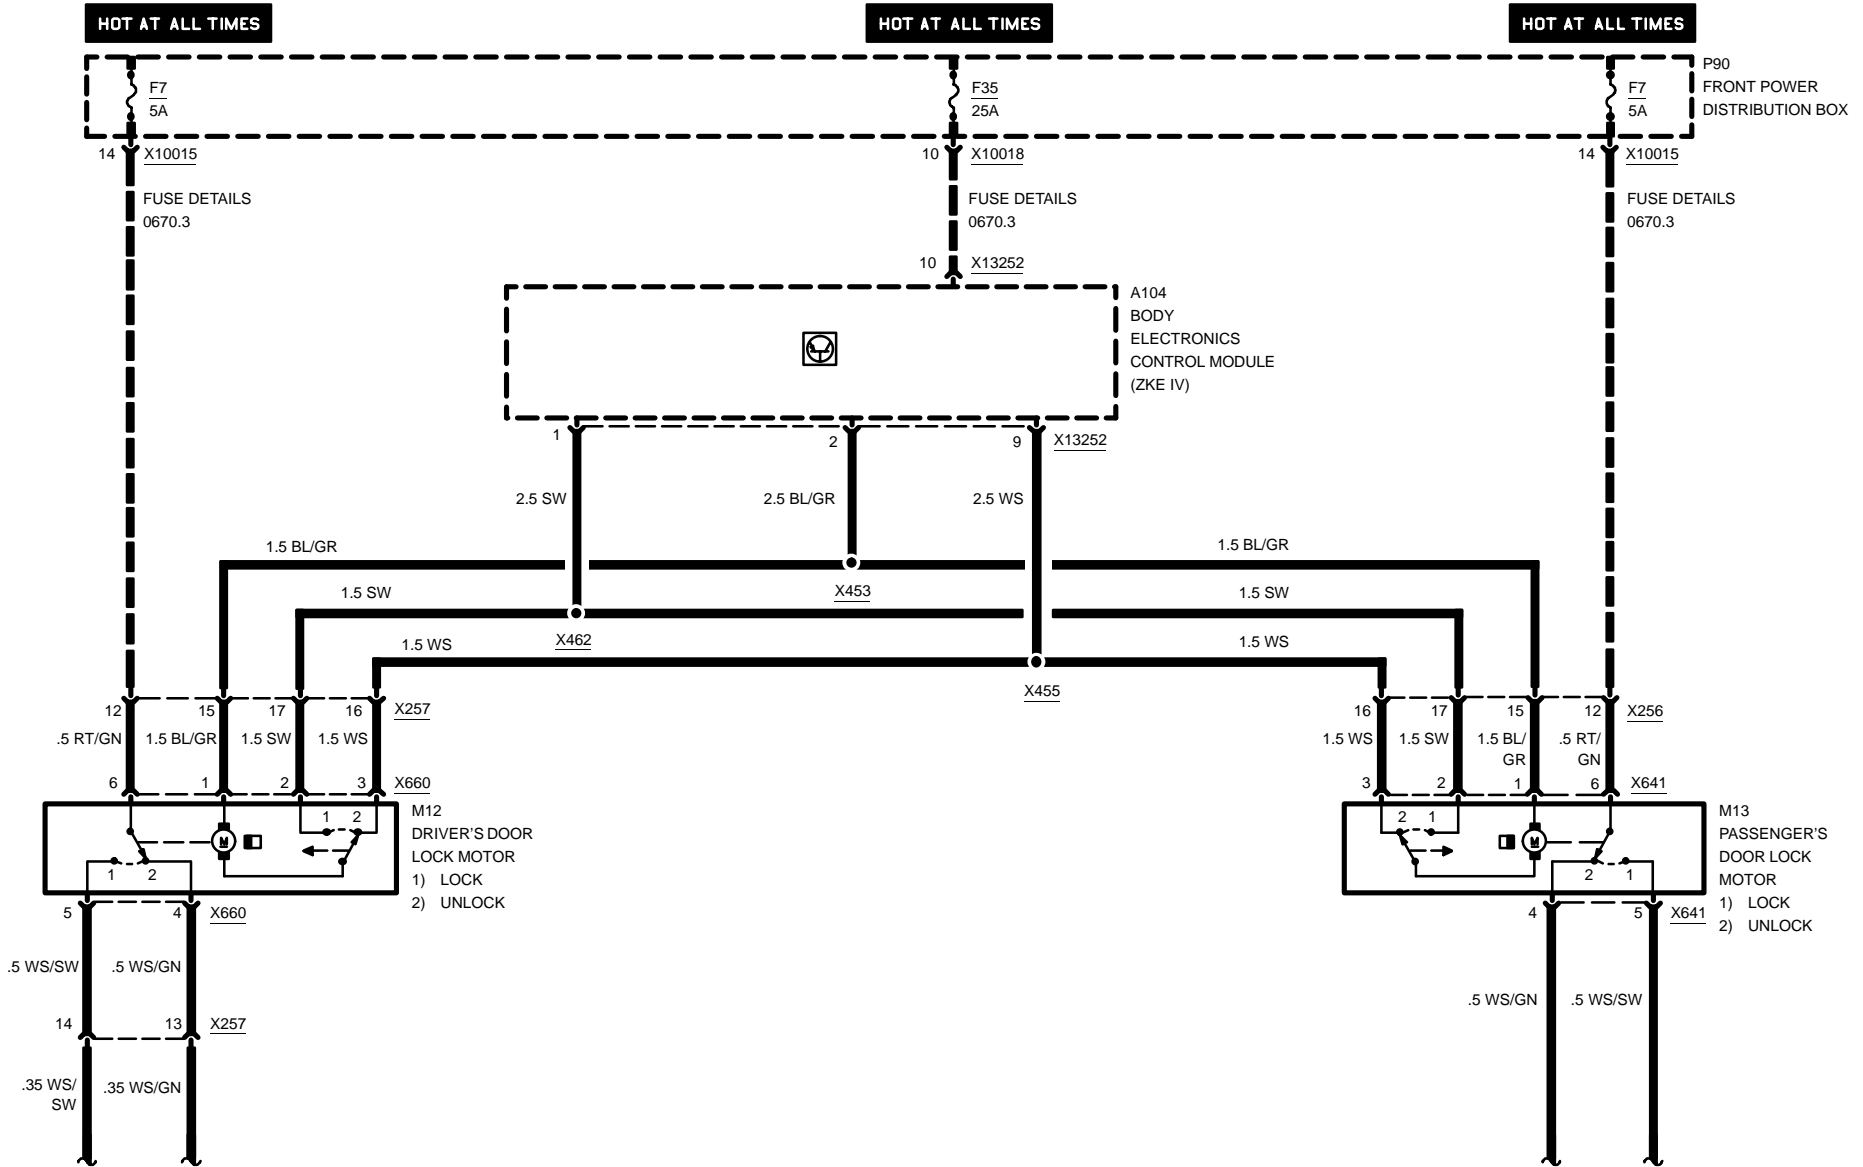 HOT AT ALL TIMES
HOT AT ALL TIMES
HOT AT ALL TIMES
F7
5A
F35
25A
F7
5A
P90
FRONT POWER
DISTRIBUTION BOX
14 X10015
10 X10018
14 X10015
FUSE DETAILS
0670.3
FUSE DETAILS
0670.3
FUSE DETAILS
0670.3
10 X13252
A104
BODY
ELECTRONICS
CONTROL MODULE
(ZKE IV)
1 2 9 X13252
2.5 SW 2.5 BL/GR 2.5 WS
1.5 BL/GR 1.5 BL/GR
X453
1.5 SW 1.5 SW
X462
1.5 WS 1.5 WS
X455
12 15 17 16 X257
.5 RT/GN 1.5 BL/GR 1.5 SW 1.5 WS
6 1 2 3 X660
1 2
M
1 2
M12
DRIVER'S DOOR
LOCK MOTOR
1) LOCK
2) UNLOCK
5 4 X660
.5 WS/SW .5 WS/GN
14 13 X257
.35 WS/
SW
.35 WS/GN
16 17 15 12 X256
1.5 WS 1.5 SW 1.5 BL/
GR
.5 RT/
GN
3 2 1 6 X641
2 1
M
2 1
M13
PASSENGER'S
DOOR LOCK
MOTOR
1) LOCK
2) UNLOCK
4 5 X641
.5 WS/GN .5 WS/SW